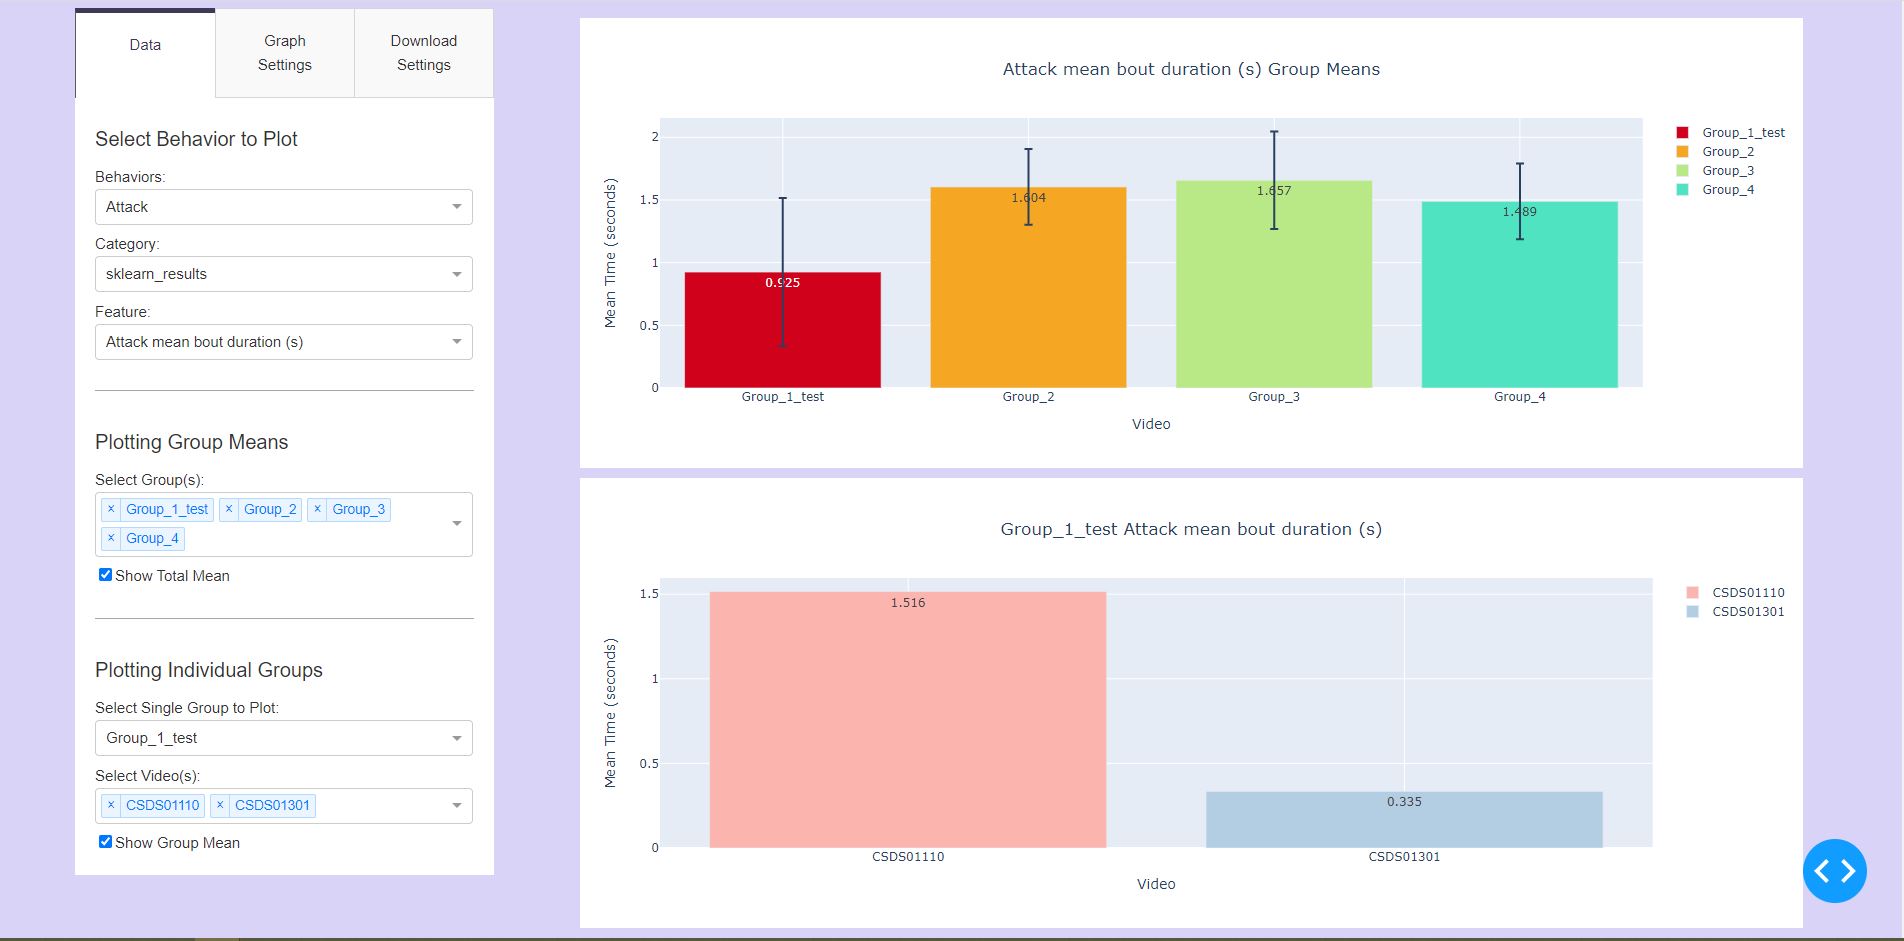 Data
Graph
Settings
Download
Settings
Select Behavior to Plot
Behaviors:
Attack
Category:
sklearn_results
Feature:
Attack mean bout duration (s)
Plotting Group Means
Select Group(s):
× Group_1_test × Group_2 × Group_3
× Group_4
Show Total Mean
Plotting Individual Groups
Select Single Group to Plot:
Group_1_test
Select Video(s):
× CSDS01110 × CSDS01301
Show Group Mean
Attack mean bout duration (s) Group Means
Mean Time (seconds)
2
1.5
1
0.5
0
0.925
1.604
1.657
1.489
Group_1_test
Group_2
Group_3
Group_4
Video
Group_1_test
Group_2
Group_3
Group_4
Group_1_test Attack mean bout duration (s)
Mean Time (seconds)
1.5
1
0.5
0
1.516
0.335
CSDS01110
CSDS01301
Video
CSDS01110
CSDS01301